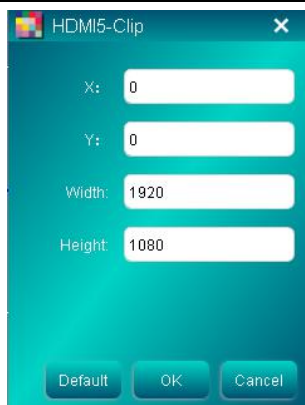 HDMI5-Clip
X: 0
Y: 0
Width: 1920
Height: 1080
Default OK Cancel